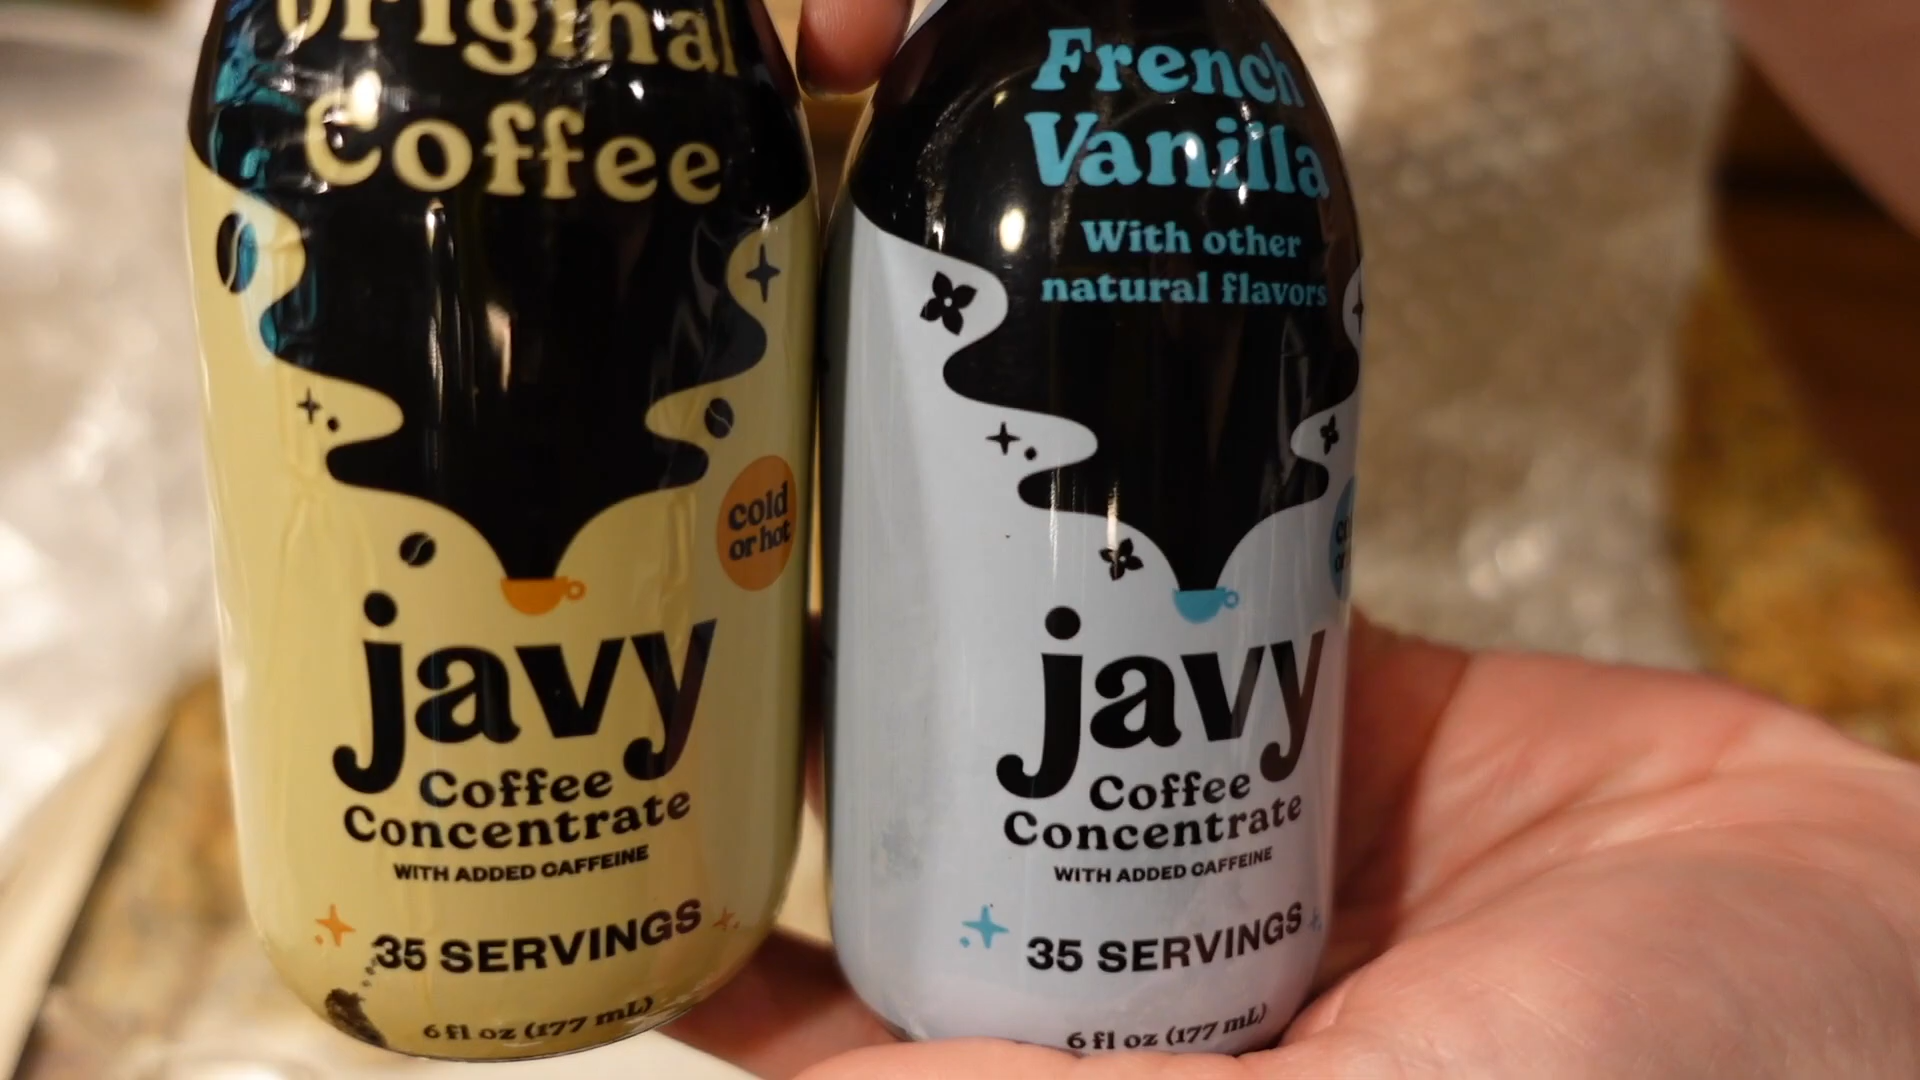 Original
Coffee
cold
or hot
javy
Coffee
Concentrate
WITH ADDED CAFFEINE
35 SERVINGS
6 fl oz (177 mL)
French
Vanilla
With other
natural flavors
javy
Coffee
Concentrate
WITH ADDED CAFFEINE
35 SERVINGS
6 fl oz (177 mL)